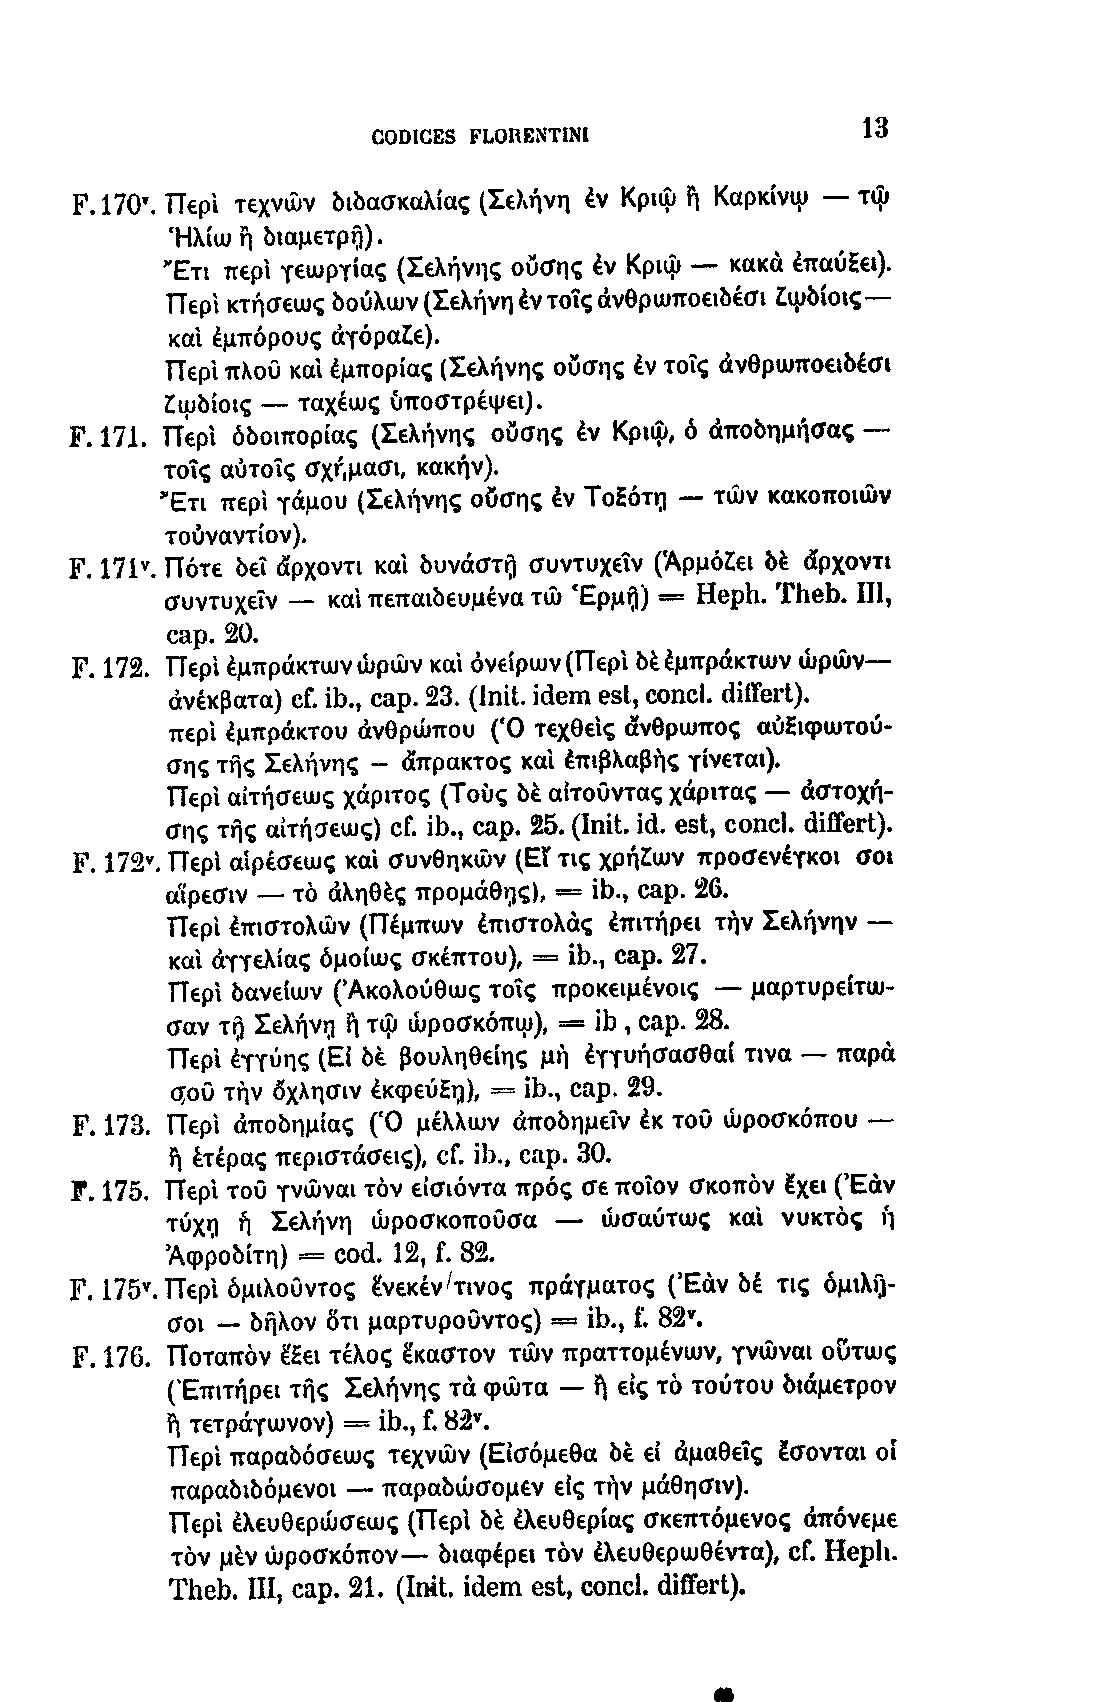 CODICES FLORENTINI 13
F.170ᵛ. Περὶ τεχνῶν διδασκαλίας (Σελήνη ἐν Κριῷ ἢ Καρκίνῳ — τῷ
Ἡλίῳ ἢ διαμετρῇ).
Ἔτι περὶ γεωργίας (Σελήνης οὔσης ἐν Κριῷ — κακὰ ἐπαύξει).
Περὶ κτήσεως δούλων (Σελήνη ἐν τοῖς ἀνθρωποειδέσι ζῳδίοις—
καὶ ἐμπόρους ἀγόραζε).
Περὶ πλοῦ καὶ ἐμπορίας (Σελήνης οὔσης ἐν τοῖς ἀνθρωποειδέσι
ζῳδίοις — ταχέως ὑποστρέψει).
F. 171. Περὶ ὁδοιπορίας (Σελήνης οὔσης ἐν Κριῷ, ὁ ἀποδημήσας —
τοῖς αὐτοῖς σχήμασι, κακήν).
Ἔτι περὶ γάμου (Σελήνης οὔσης ἐν Τοξότῃ — τῶν κακοποιῶν
τοὐναντίον).
F. 171ᵛ. Πότε δεῖ ἄρχοντι καὶ δυνάστῃ συντυχεῖν (Ἁρμόζει δὲ ἄρχοντι
συντυχεῖν — καὶ πεπαιδευμένα τῶ Ἑρμῇ) = Heph. Theb. III,
cap. 20.
F. 172. Περὶ ἐμπράκτων ὡρῶν καὶ ὀνείρων (Περὶ δὲ ἐμπράκτων ὡρῶν—
ἀνέκβατα) cf. ib., cap. 23. (Init. idem est, concl. differt).
περὶ ἐμπράκτου ἀνθρώπου (Ὁ τεχθεὶς ἄνθρωπος αὐξιφωτού-
σης τῆς Σελήνης – ἄπρακτος καὶ ἐπιβλαβὴς γίνεται).
Περὶ αἰτήσεως χάριτος (Τοὺς δὲ αἰτοῦντας χάριτας — ἀστοχή-
σης τῆς αἰτήσεως) cf. ib., cap. 25. (Init. id. est, concl. differt).
F. 172ᵛ. Περὶ αἱρέσεως καὶ συνθηκῶν (Εἴ τις χρήζων προσενέγκοι σοι
αἵρεσιν — τὸ ἀληθὲς προμάθῃς), = ib., cap. 26.
Περὶ ἐπιστολῶν (Πέμπων ἐπιστολὰς ἐπιτήρει τὴν Σελήνην —
καὶ ἀγγελίας ὁμοίως σκέπτου), = ib., cap. 27.
Περὶ δανείων (Ἀκολούθως τοῖς προκειμένοις — μαρτυρείτω-
σαν τῇ Σελήνῃ ἢ τῷ ὡροσκόπῳ), = ib , cap. 28.
Περὶ ἐγγύης (Εἰ δὲ βουληθείης μὴ ἐγγυήσασθαί τινα — παρὰ
σοῦ τὴν ὄχλησιν ἐκφεύξῃ), = ib., cap. 29.
F. 173. Περὶ ἀποδημίας (Ὁ μέλλων ἀποδημεῖν ἐκ τοῦ ὡροσκόπου —
ἢ ἑτέρας περιστάσεις), cf. ib., cap. 30.
F. 175. Περὶ τοῦ γνῶναι τὸν εἰσιόντα πρός σε ποῖον σκοπὸν ἔχει (Ἐὰν
τύχῃ ἡ Σελήνη ὡροσκοποῦσα — ὡσαύτως καὶ νυκτὸς ἡ
Ἀφροδίτη) = cod. 12, f. 82.
F. 175ᵛ. Περὶ ὁμιλοῦντος ἕνεκέν τινος πράγματος (Ἐὰν δέ τις ὁμιλῇ-
σοι — δῆλον ὅτι μαρτυροῦντος) = ib., f. 82ᵛ.
F. 176. Ποταπὸν ἕξει τέλος ἕκαστον τῶν πραττομένων, γνῶναι οὕτως
(Ἐπιτήρει τῆς Σελήνης τὰ φῶτα — ἢ εἰς τὸ τούτου διάμετρον
ἢ τετράγωνον) = ib., f. 82ᵛ.
Περὶ παραδόσεως τεχνῶν (Εἰσόμεθα δὲ εἰ ἀμαθεῖς ἔσονται οἱ
παραδιδόμενοι — παραδώσομεν εἰς τὴν μάθησιν).
Περὶ ἐλευθερώσεως (Περὶ δὲ ἐλευθερίας σκεπτόμενος ἀπόνεμε
τὸν μὲν ὡροσκόπον— διαφέρει τὸν ἐλευθερωθέντα), cf. Heph.
Theb. III, cap. 21. (Init. idem est, concl. differt).